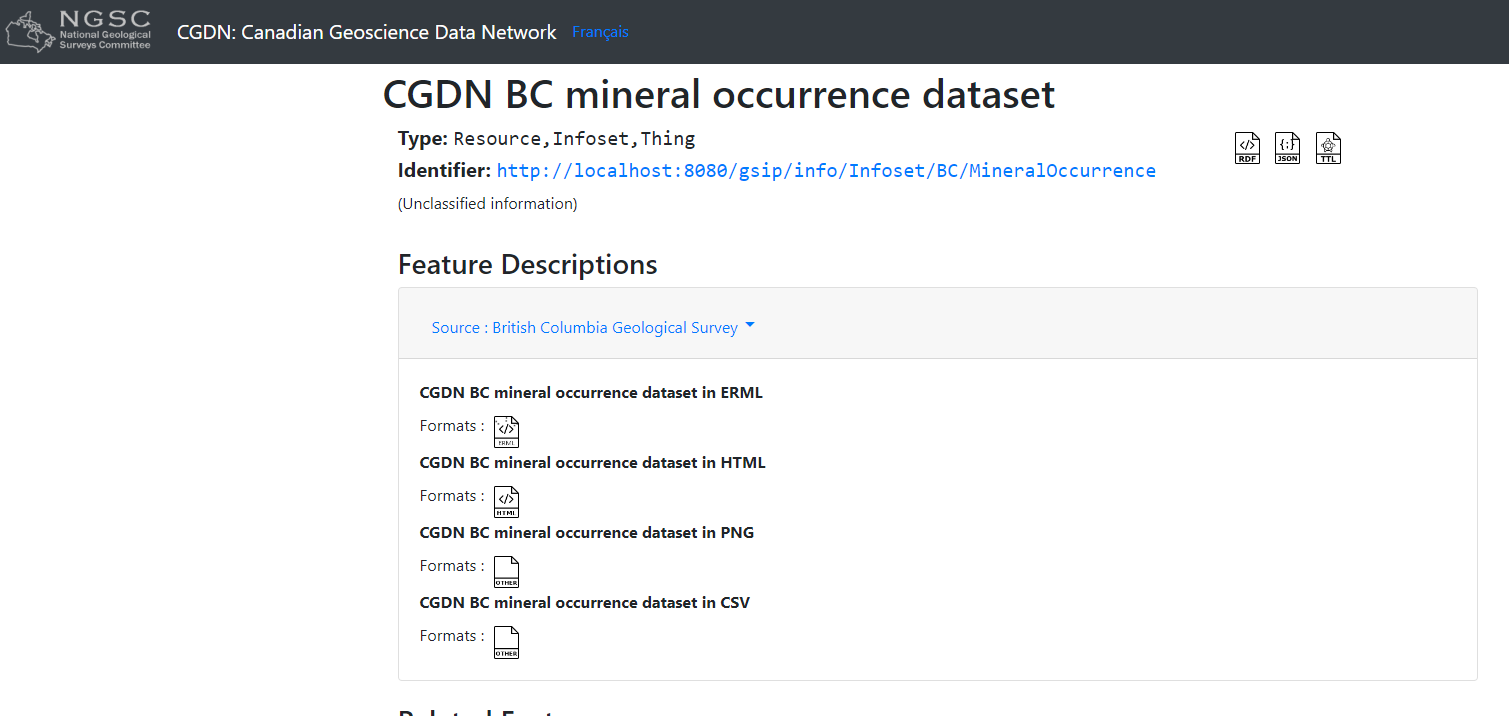 NGSC
National Geological
Surveys Committee
CGDN: Canadian Geoscience Data Network Français
CGDN BC mineral occurrence dataset
Type: Resource,Infoset,Thing
</> RDF {;} JSON TTL
Identifier: http://localhost:8080/gsip/info/Infoset/BC/MineralOccurrence
(Unclassified information)
Feature Descriptions
Source : British Columbia Geological Survey
CGDN BC mineral occurrence dataset in ERML
Formats : </> ERML
CGDN BC mineral occurrence dataset in HTML
Formats : </> HTML
CGDN BC mineral occurrence dataset in PNG
Formats : OTHER
CGDN BC mineral occurrence dataset in CSV
Formats : OTHER